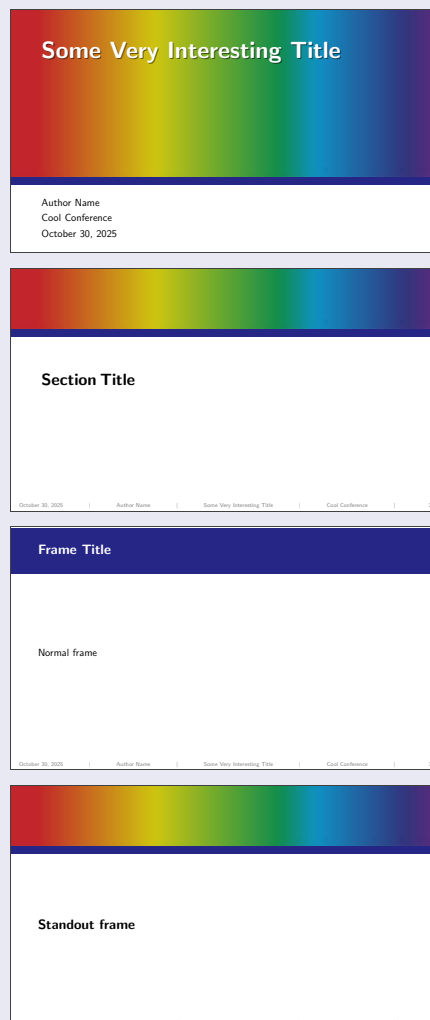 Some Very Interesting Title
Author Name
Cool Conference
October 30, 2025
Section Title
October 30, 2025 | Author Name | Some Very Interesting Title | Cool Conference |
Frame Title
Normal frame
October 30, 2025 | Author Name | Some Very Interesting Title | Cool Conference |
Standout frame